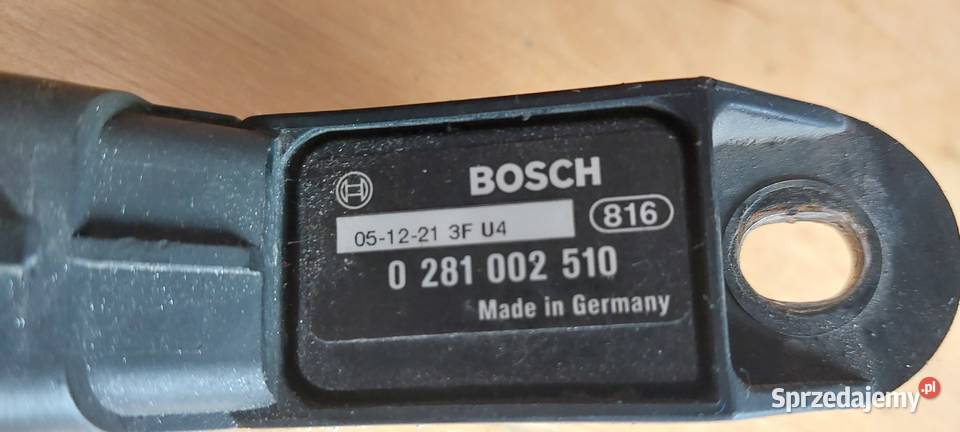 BOSCH
05-12-21 3F U4
816
0 281 002 510
Made in Germany
Sprzedajemy.pl